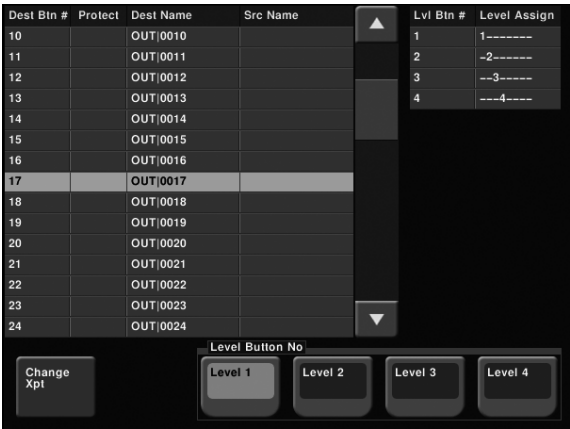 Dest Btn # Protect Dest Name Src Name Lvl Btn # Level Assign
10 OUT|0010 1 1-------
11 OUT|0011 2 -2------
12 OUT|0012 3 --3-----
13 OUT|0013 4 ---4----
14 OUT|0014
15 OUT|0015
16 OUT|0016
17 OUT|0017
18 OUT|0018
19 OUT|0019
20 OUT|0020
21 OUT|0021
22 OUT|0022
23 OUT|0023
24 OUT|0024
Level Button No
Change
Xpt
Level 1 Level 2 Level 3 Level 4